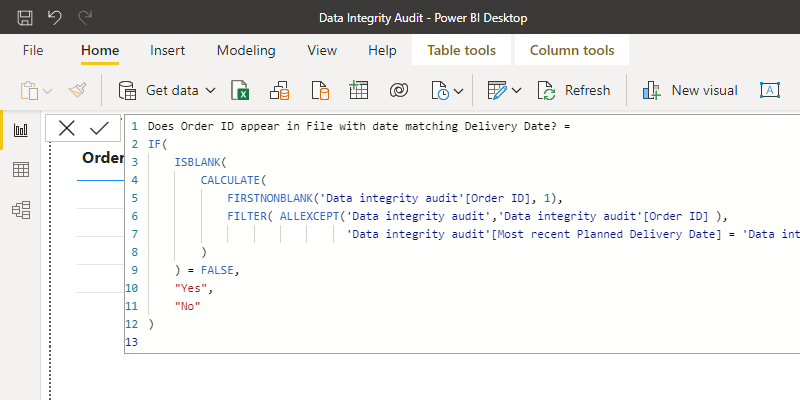 Data Integrity Audit - Power BI Desktop
File Home Insert Modeling View Help Table tools Column tools
Get data Refresh New visual
Order
1 Does Order ID appear in File with date matching Delivery Date? =
2 IF(
3 ISBLANK(
4 CALCULATE(
5 FIRSTNONBLANK('Data integrity audit'[Order ID], 1),
6 FILTER( ALLEXCEPT('Data integrity audit','Data integrity audit'[Order ID] ),
7 'Data integrity audit'[Most recent Planned Delivery Date] = 'Data int
8 )
9 ) = FALSE,
10 "Yes",
11 "No"
12 )
13